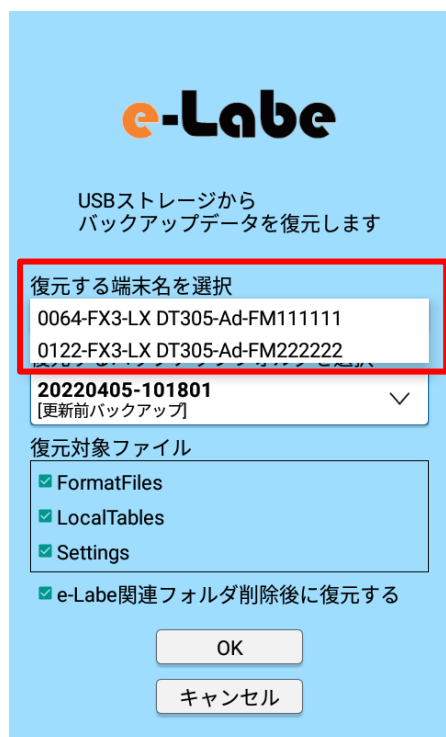 e-Labe
USBストレージから
バックアップデータを復元します
復元する端末名を選択
0064-FX3-LX DT305-Ad-FM111111
0122-FX3-LX DT305-Ad-FM222222
20220405-101801
[更新前バックアップ]
復元対象ファイル
FormatFiles
LocalTables
Settings
e-Labe関連フォルダ削除後に復元する
OK
キャンセル